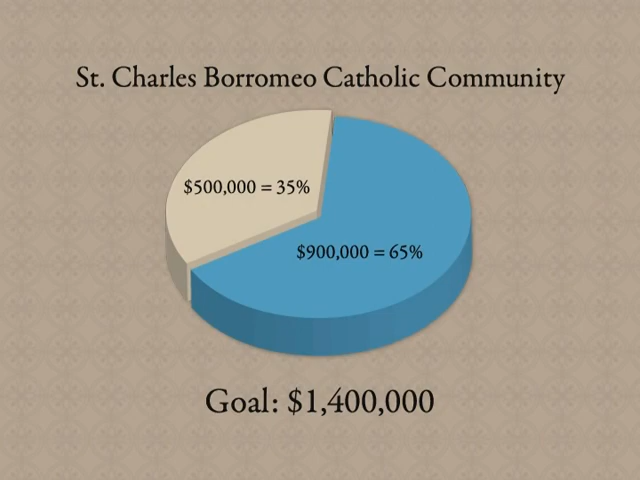 St. Charles Borromeo Catholic Community
$500,000 = 35%
$900,000 = 65%
Goal: $1,400,000